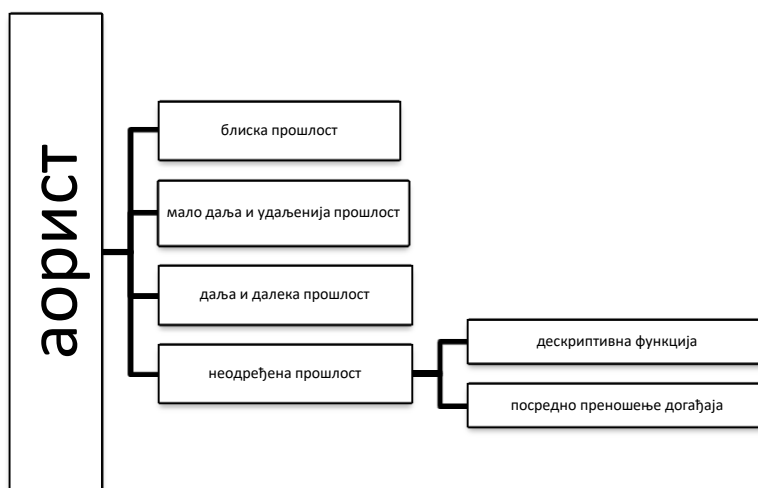 аорист
блиска прошлост
мало даља и удаљенија прошлост
даља и далека прошлост
неодређена прошлост
дескриптивна функција
посредно преношење догађаја